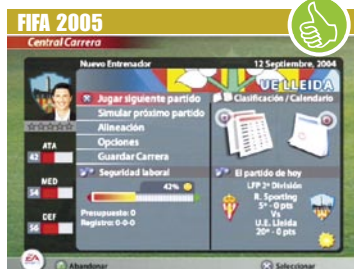 FIFA 2005
Central Carrera
Nuevo Entrenador
12 Septiembre, 2004
UE LLEIDA
Jugar siguiente partido
Simular próximo partido
Alineación
Opciones
Guardar Carrera
Clasificación / Calendario
ATA
42
MED
54
DEF
56
Seguridad laboral
42%
Presupuesto: 0
Registro: 0-0-0
El partido de hoy
LFP 2ª División
R. Sporting
5ª - 0 pts
Vs
U.E. Lleida
20ª - 0 pts
EA
Abandonar
Seleccionar